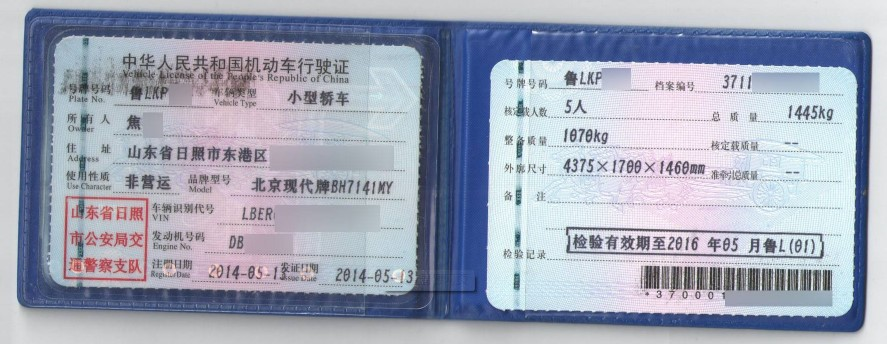 中华人民共和国机动车行驶证
Vehicle License of the People's Republic of China
号牌号码 鲁LKP 车辆类型 小型轿车
Plate No. Vehicle Type
所有人 焦
Owner
住址 山东省日照市东港区
Address
使用性质 非营运 品牌型号 北京现代牌BH7141MY
Use Character Model
山东省日照
市公安局交
通警察支队
车辆识别代号 LBER
VIN
发动机号码 DB
Engine No.
注册日期 2014-05-13 发证日期 2014-05-13
Register Date Issue Date
号牌号码 鲁LKP 档案编号 3711
核定载人数 5人 总质量 1445kg
整备质量 1070kg 核定载质量 --
外廓尺寸 4375×1700×1460mm 准牵引总质量 --
备注
检验有效期至2016 年05 月鲁L(01)
检验记录
*370001